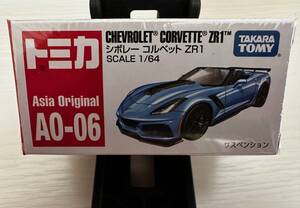 トミカ
CHEVROLET® CORVETTE® ZR1™
シボレー コルベット ZR1
SCALE 1/64
TAKARA TOMY
Asia Original
AO-06
サスペンション